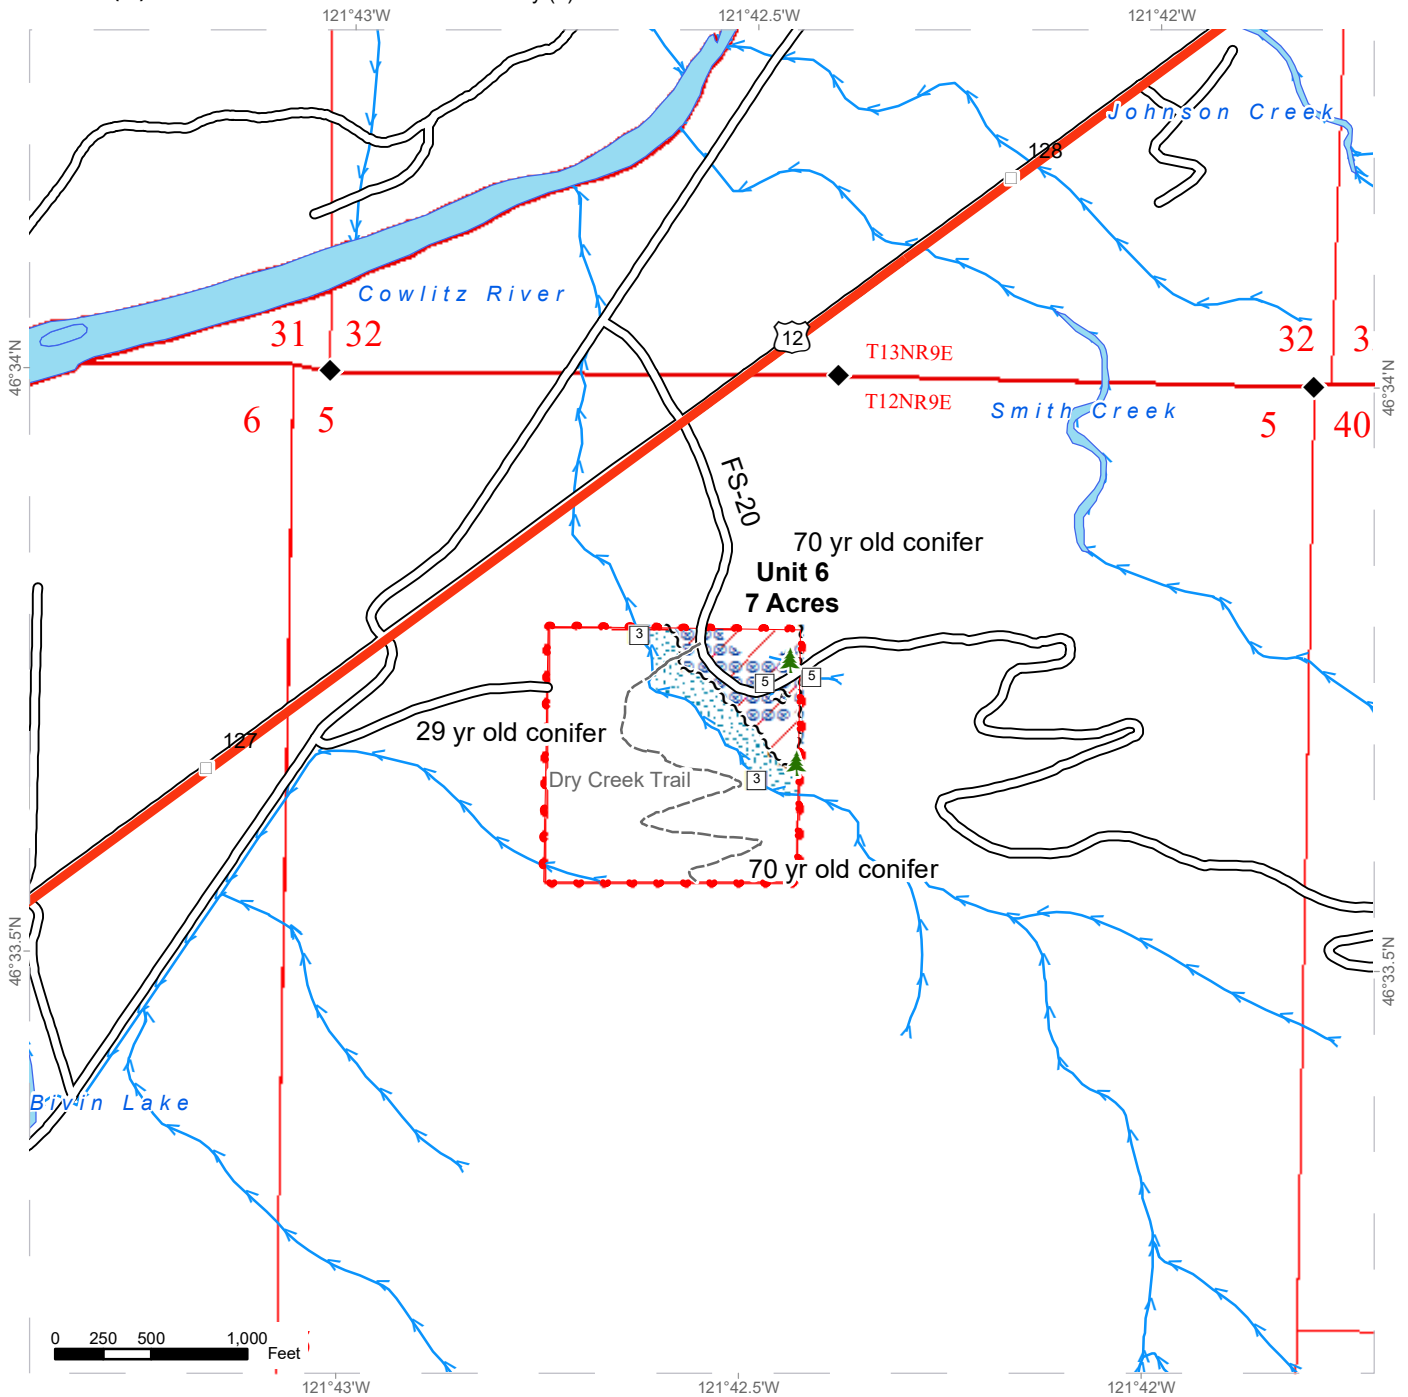 121°43'W
121°42.5'W
121°42'W
Johnson Creek
128
Cowlitz River
31
32
12
32
3
46°34'N
T13NR9E
46°34'N
T12NR9E
Smith Creek
6
5
5
40
FS-20
70 yr old conifer
Unit 6
7 Acres
3
5
5
29 yr old conifer
127
Dry Creek Trail
3
70 yr old conifer
46°33.5'N
46°33.5'N
Bivin Lake
0 250 500 1,000
Feet
121°43'W
121°42.5'W
121°42'W